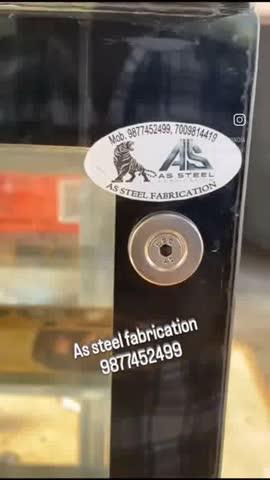 Mob. 9877452499, 7009814419
AS
AS STEEL
AS STEEL FABRICATION
As steel fabrication
9877452499